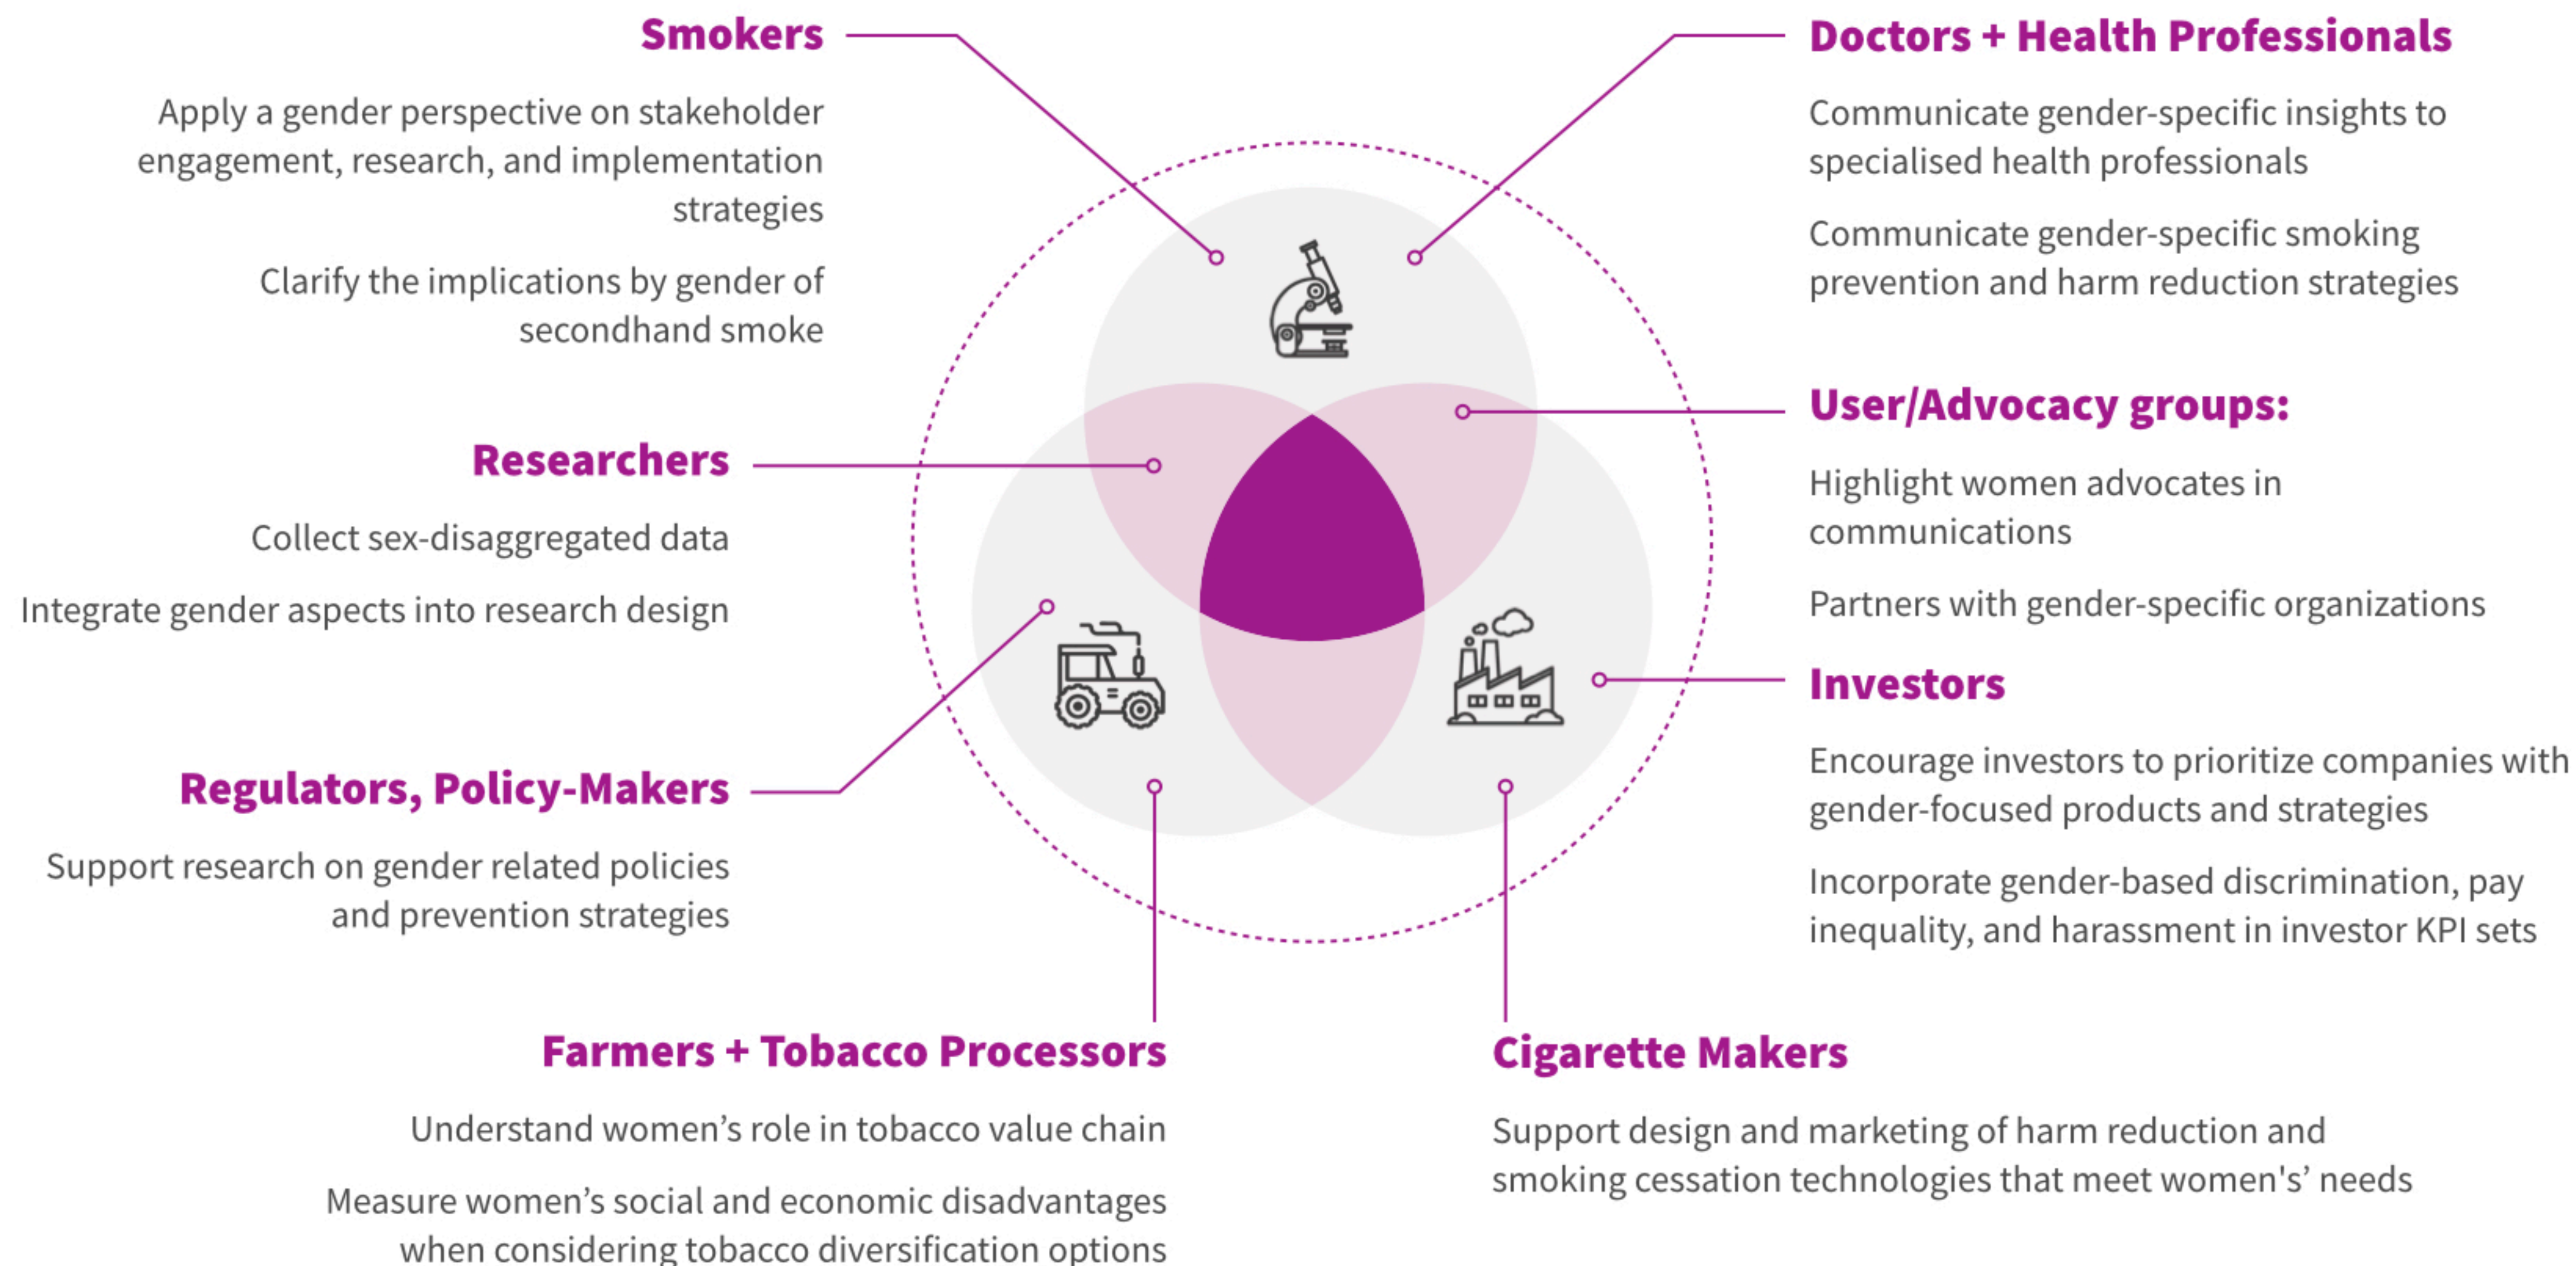 Smokers
Apply a gender perspective on stakeholder
engagement, research, and implementation
strategies
Clarify the implications by gender of
secondhand smoke
Researchers
Collect sex-disaggregated data
Integrate gender aspects into research design
Regulators, Policy-Makers
Support research on gender related policies
and prevention strategies
Farmers + Tobacco Processors
Understand women’s role in tobacco value chain
Measure women’s social and economic disadvantages
when considering tobacco diversification options
Doctors + Health Professionals
Communicate gender-specific insights to
specialised health professionals
Communicate gender-specific smoking
prevention and harm reduction strategies
User/Advocacy groups:
Highlight women advocates in
communications
Partners with gender-specific organizations
Investors
Encourage investors to prioritize companies with
gender-focused products and strategies
Incorporate gender-based discrimination, pay
inequality, and harassment in investor KPI sets
Cigarette Makers
Support design and marketing of harm reduction and
smoking cessation technologies that meet women's’ needs